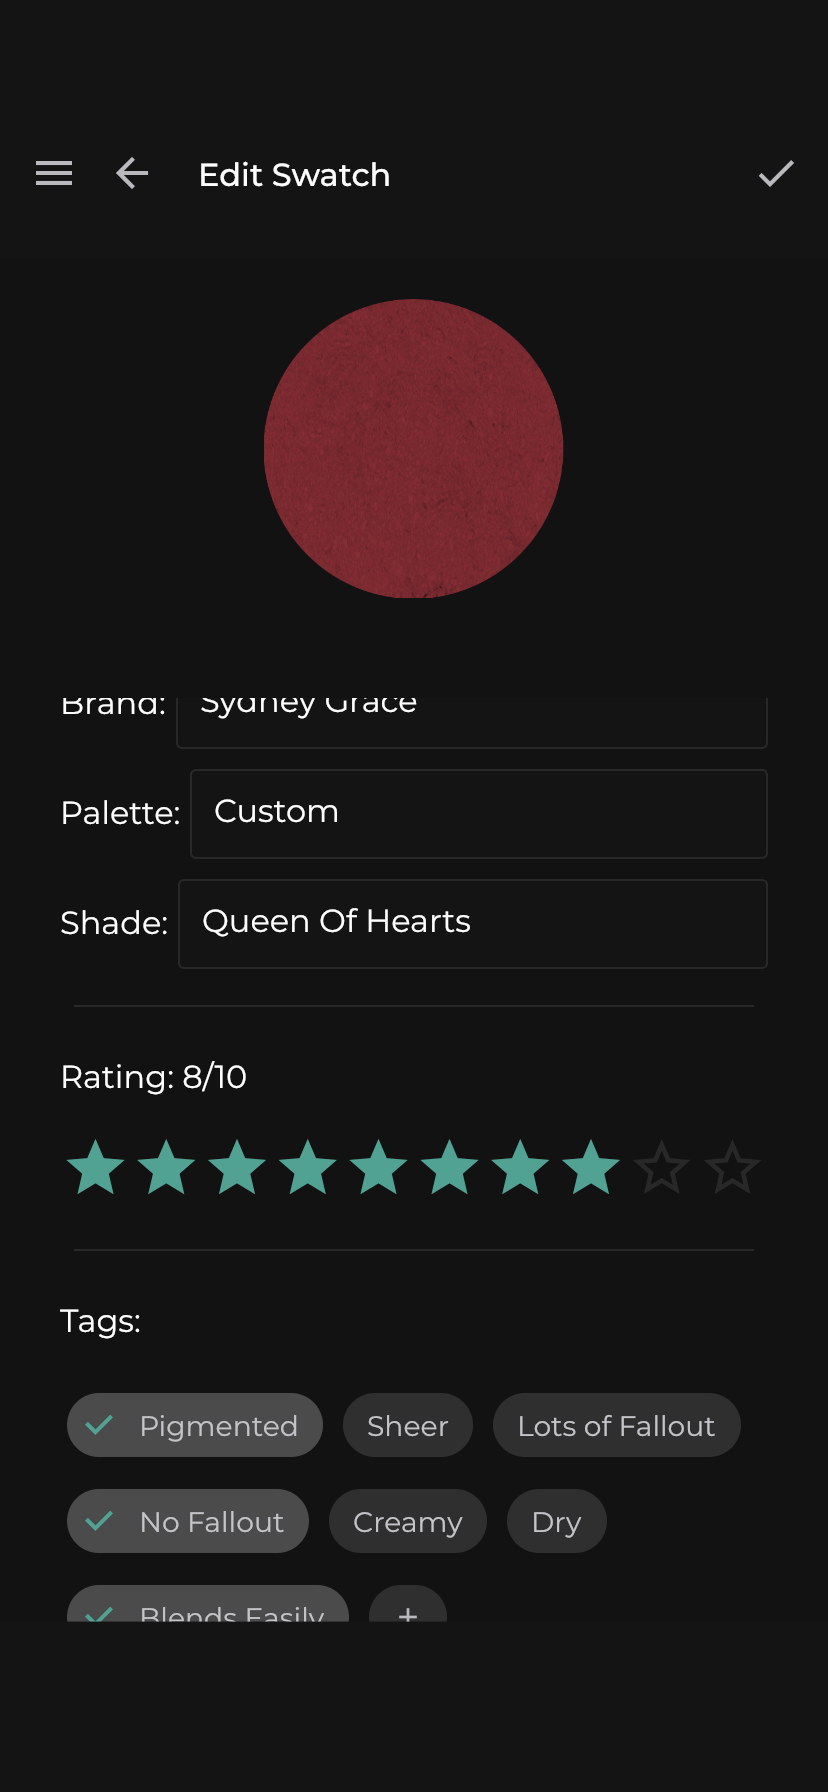 Edit Swatch
Brand: Sydney Grace
Palette: Custom
Shade: Queen Of Hearts
Rating: 8/10
Tags:
Pigmented Sheer Lots of Fallout
No Fallout Creamy Dry
Blends Easily +